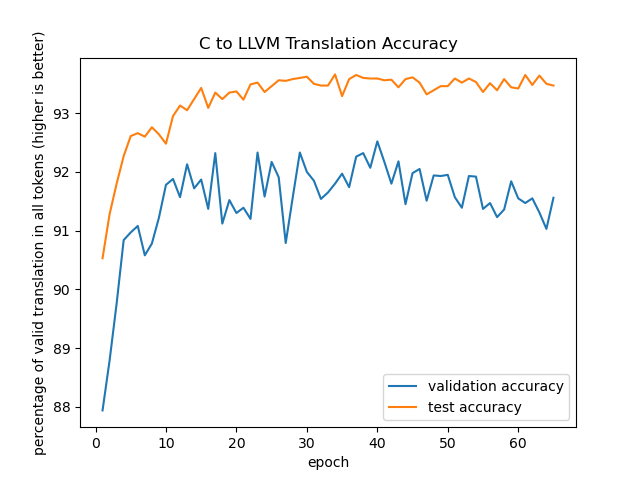 C to LLVM Translation Accuracy
percentage of valid translation in all tokens (higher is better)
93
92
91
90
89
88
validation accuracy
test accuracy
0 10 20 30 40 50 60
epoch